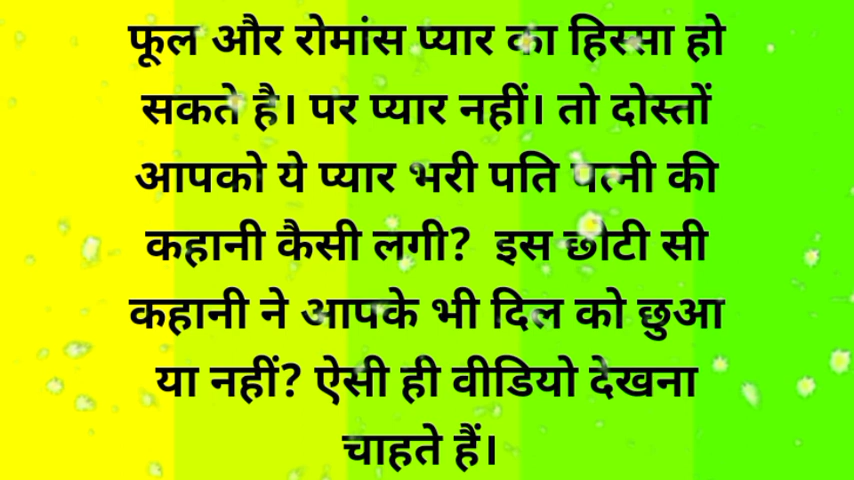 फूल और रोमांस प्यार का हिस्सा हो
सकते है। पर प्यार नहीं। तो दोस्तों
आपको ये प्यार भरी पति पत्नी की
कहानी कैसी लगी? इस छोटी सी
कहानी ने आपके भी दिल को छुआ
या नहीं? ऐसी ही वीडियो देखना
चाहते हैं।